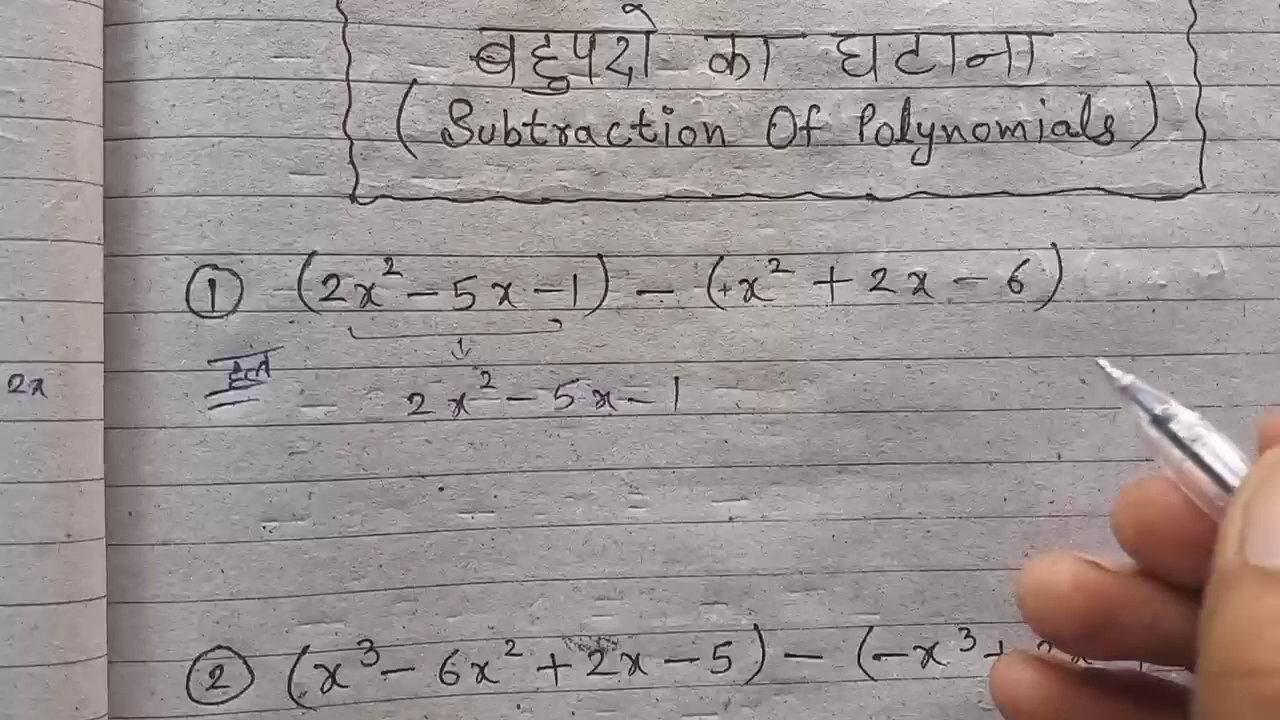 बहुपदों का घटाना
(Subtraction Of Polynomials)
① (2x² - 5x - 1) - (+x² + 2x - 6)
2x
2x² - 5x - 1
② (x³ - 6x² + 2x - 5) - (-x³ +